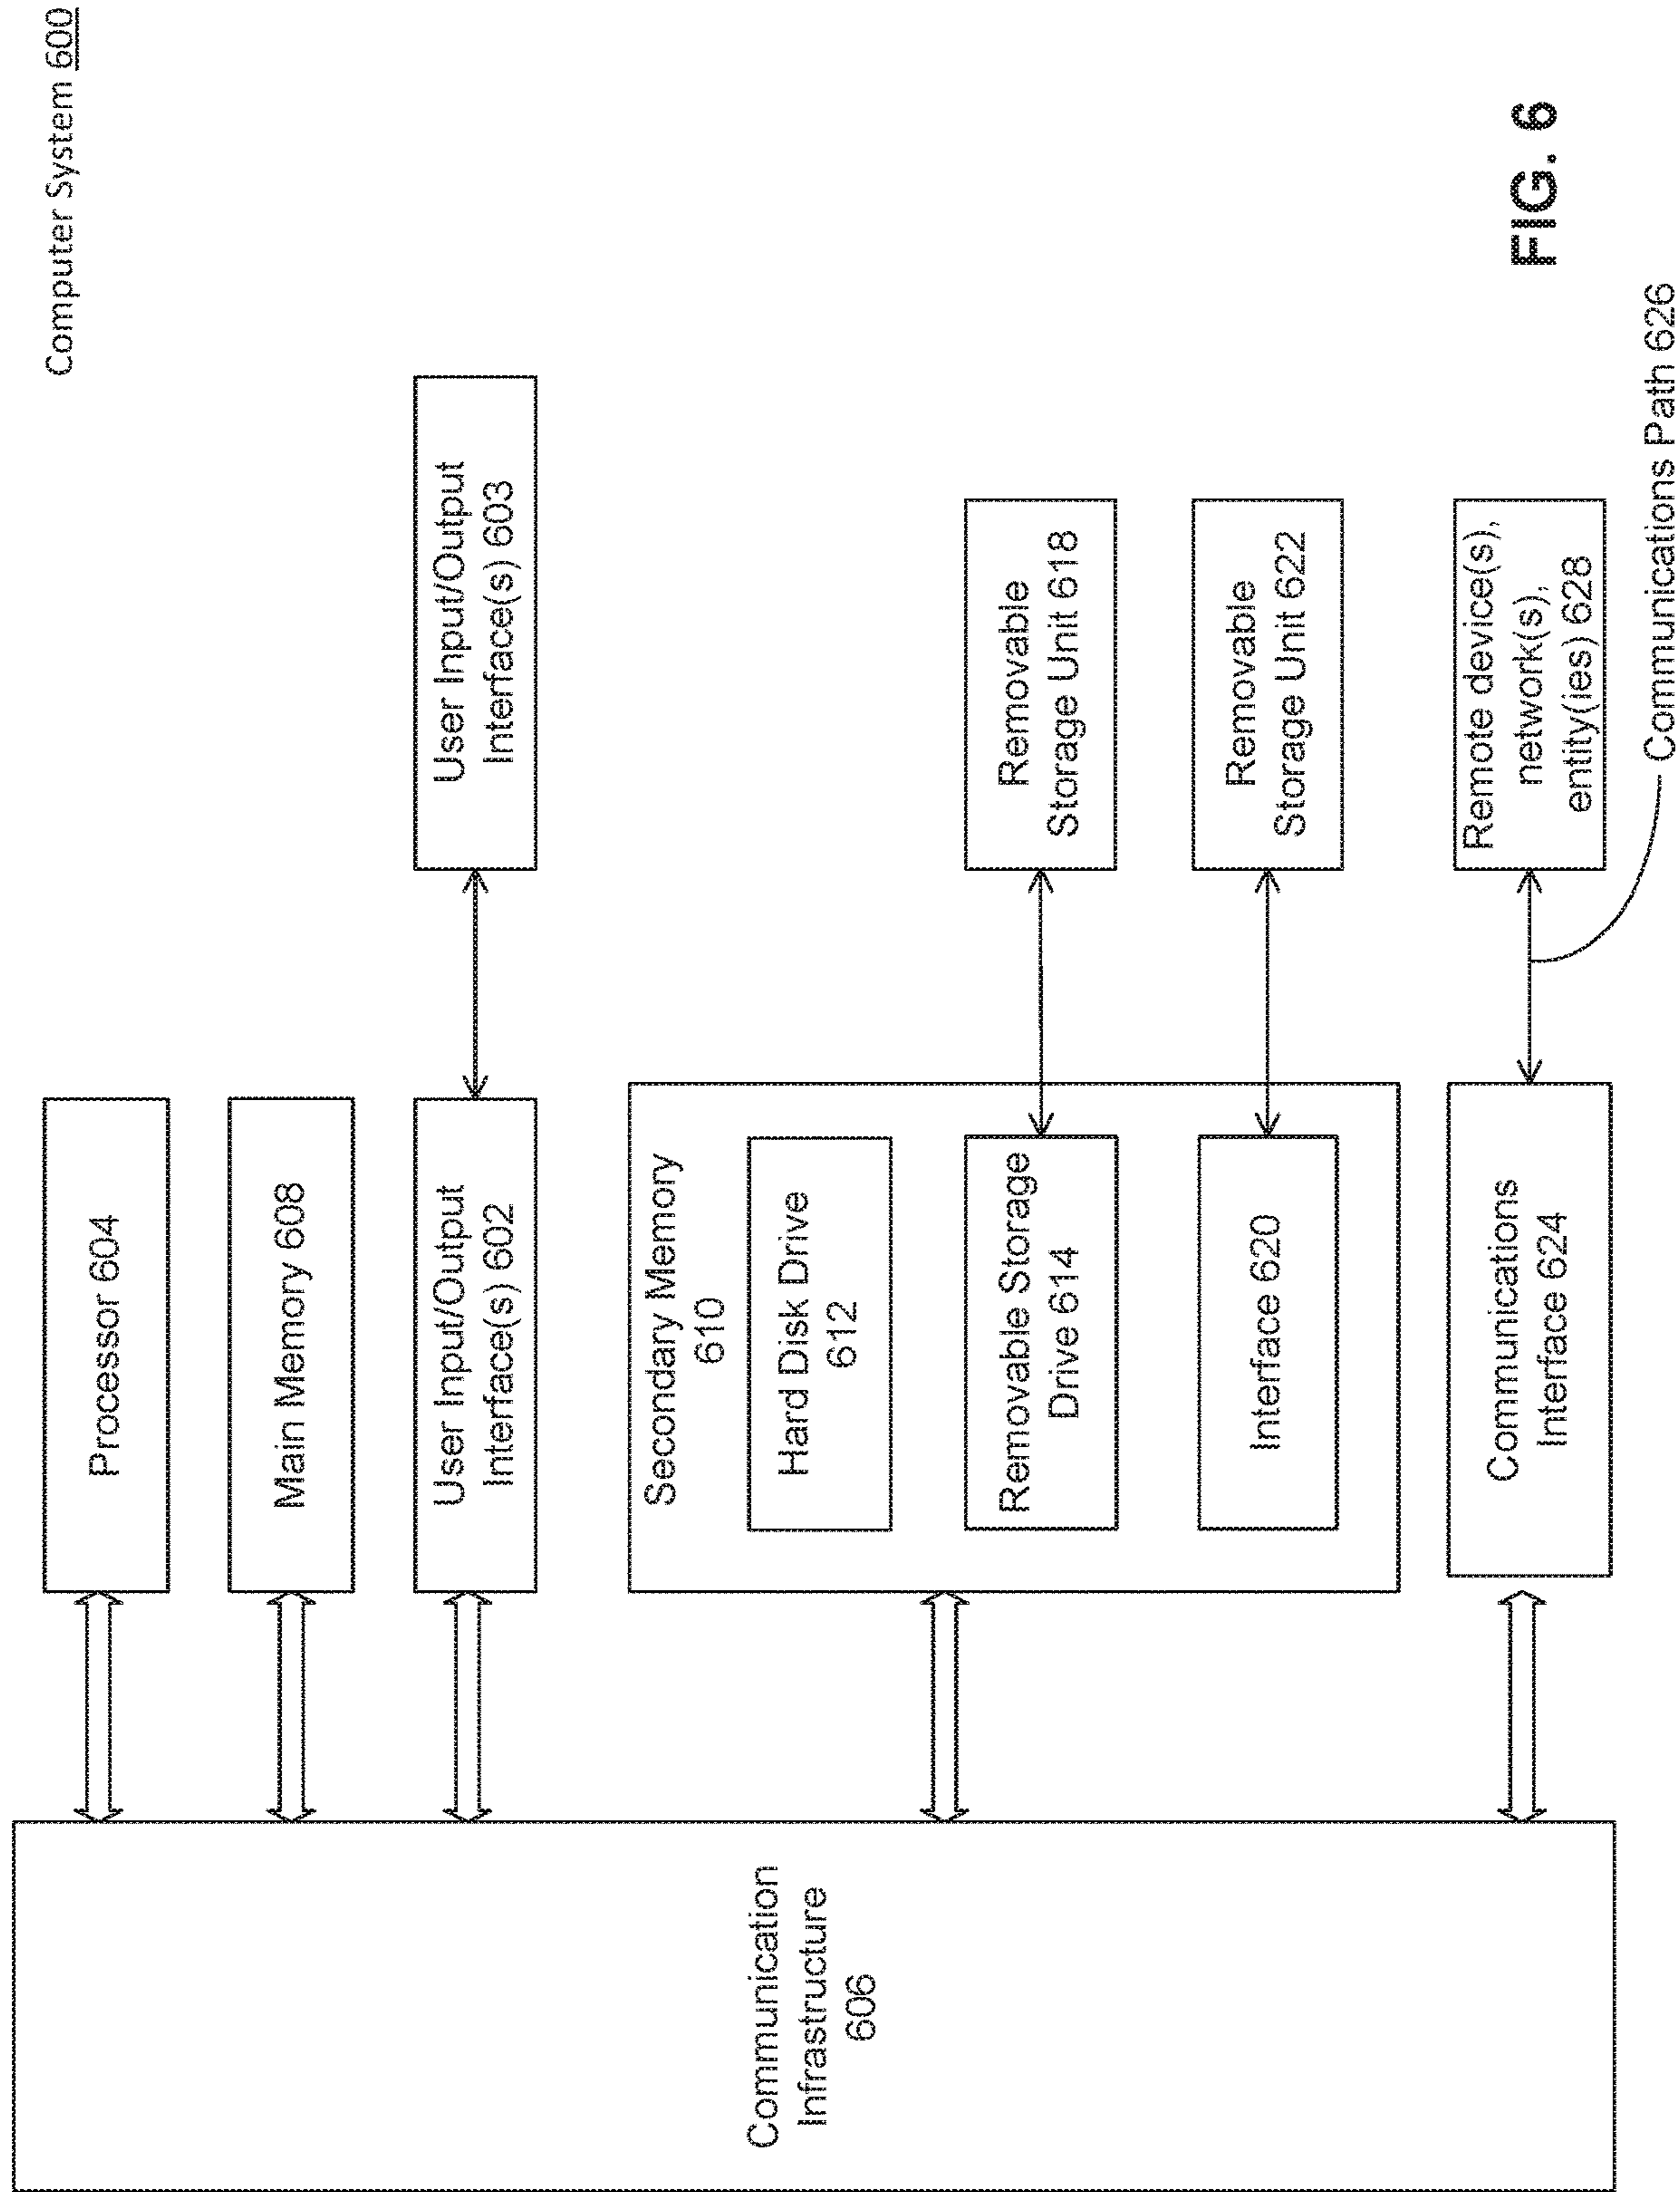 Computer System 600
Processor 604
Main Memory 608
User Input/Output
Interface(s) 602
User Input/Output
Interface(s) 603
Communication
Infrastructure
606
Secondary Memory
610
Hard Disk Drive
612
Removable Storage
Drive 614
Removable
Storage Unit 618
Interface 620
Removable
Storage Unit 622
Communications
Interface 624
Remote device(s),
network(s),
entity(ies) 628
Communications Path 626
FIG. 6